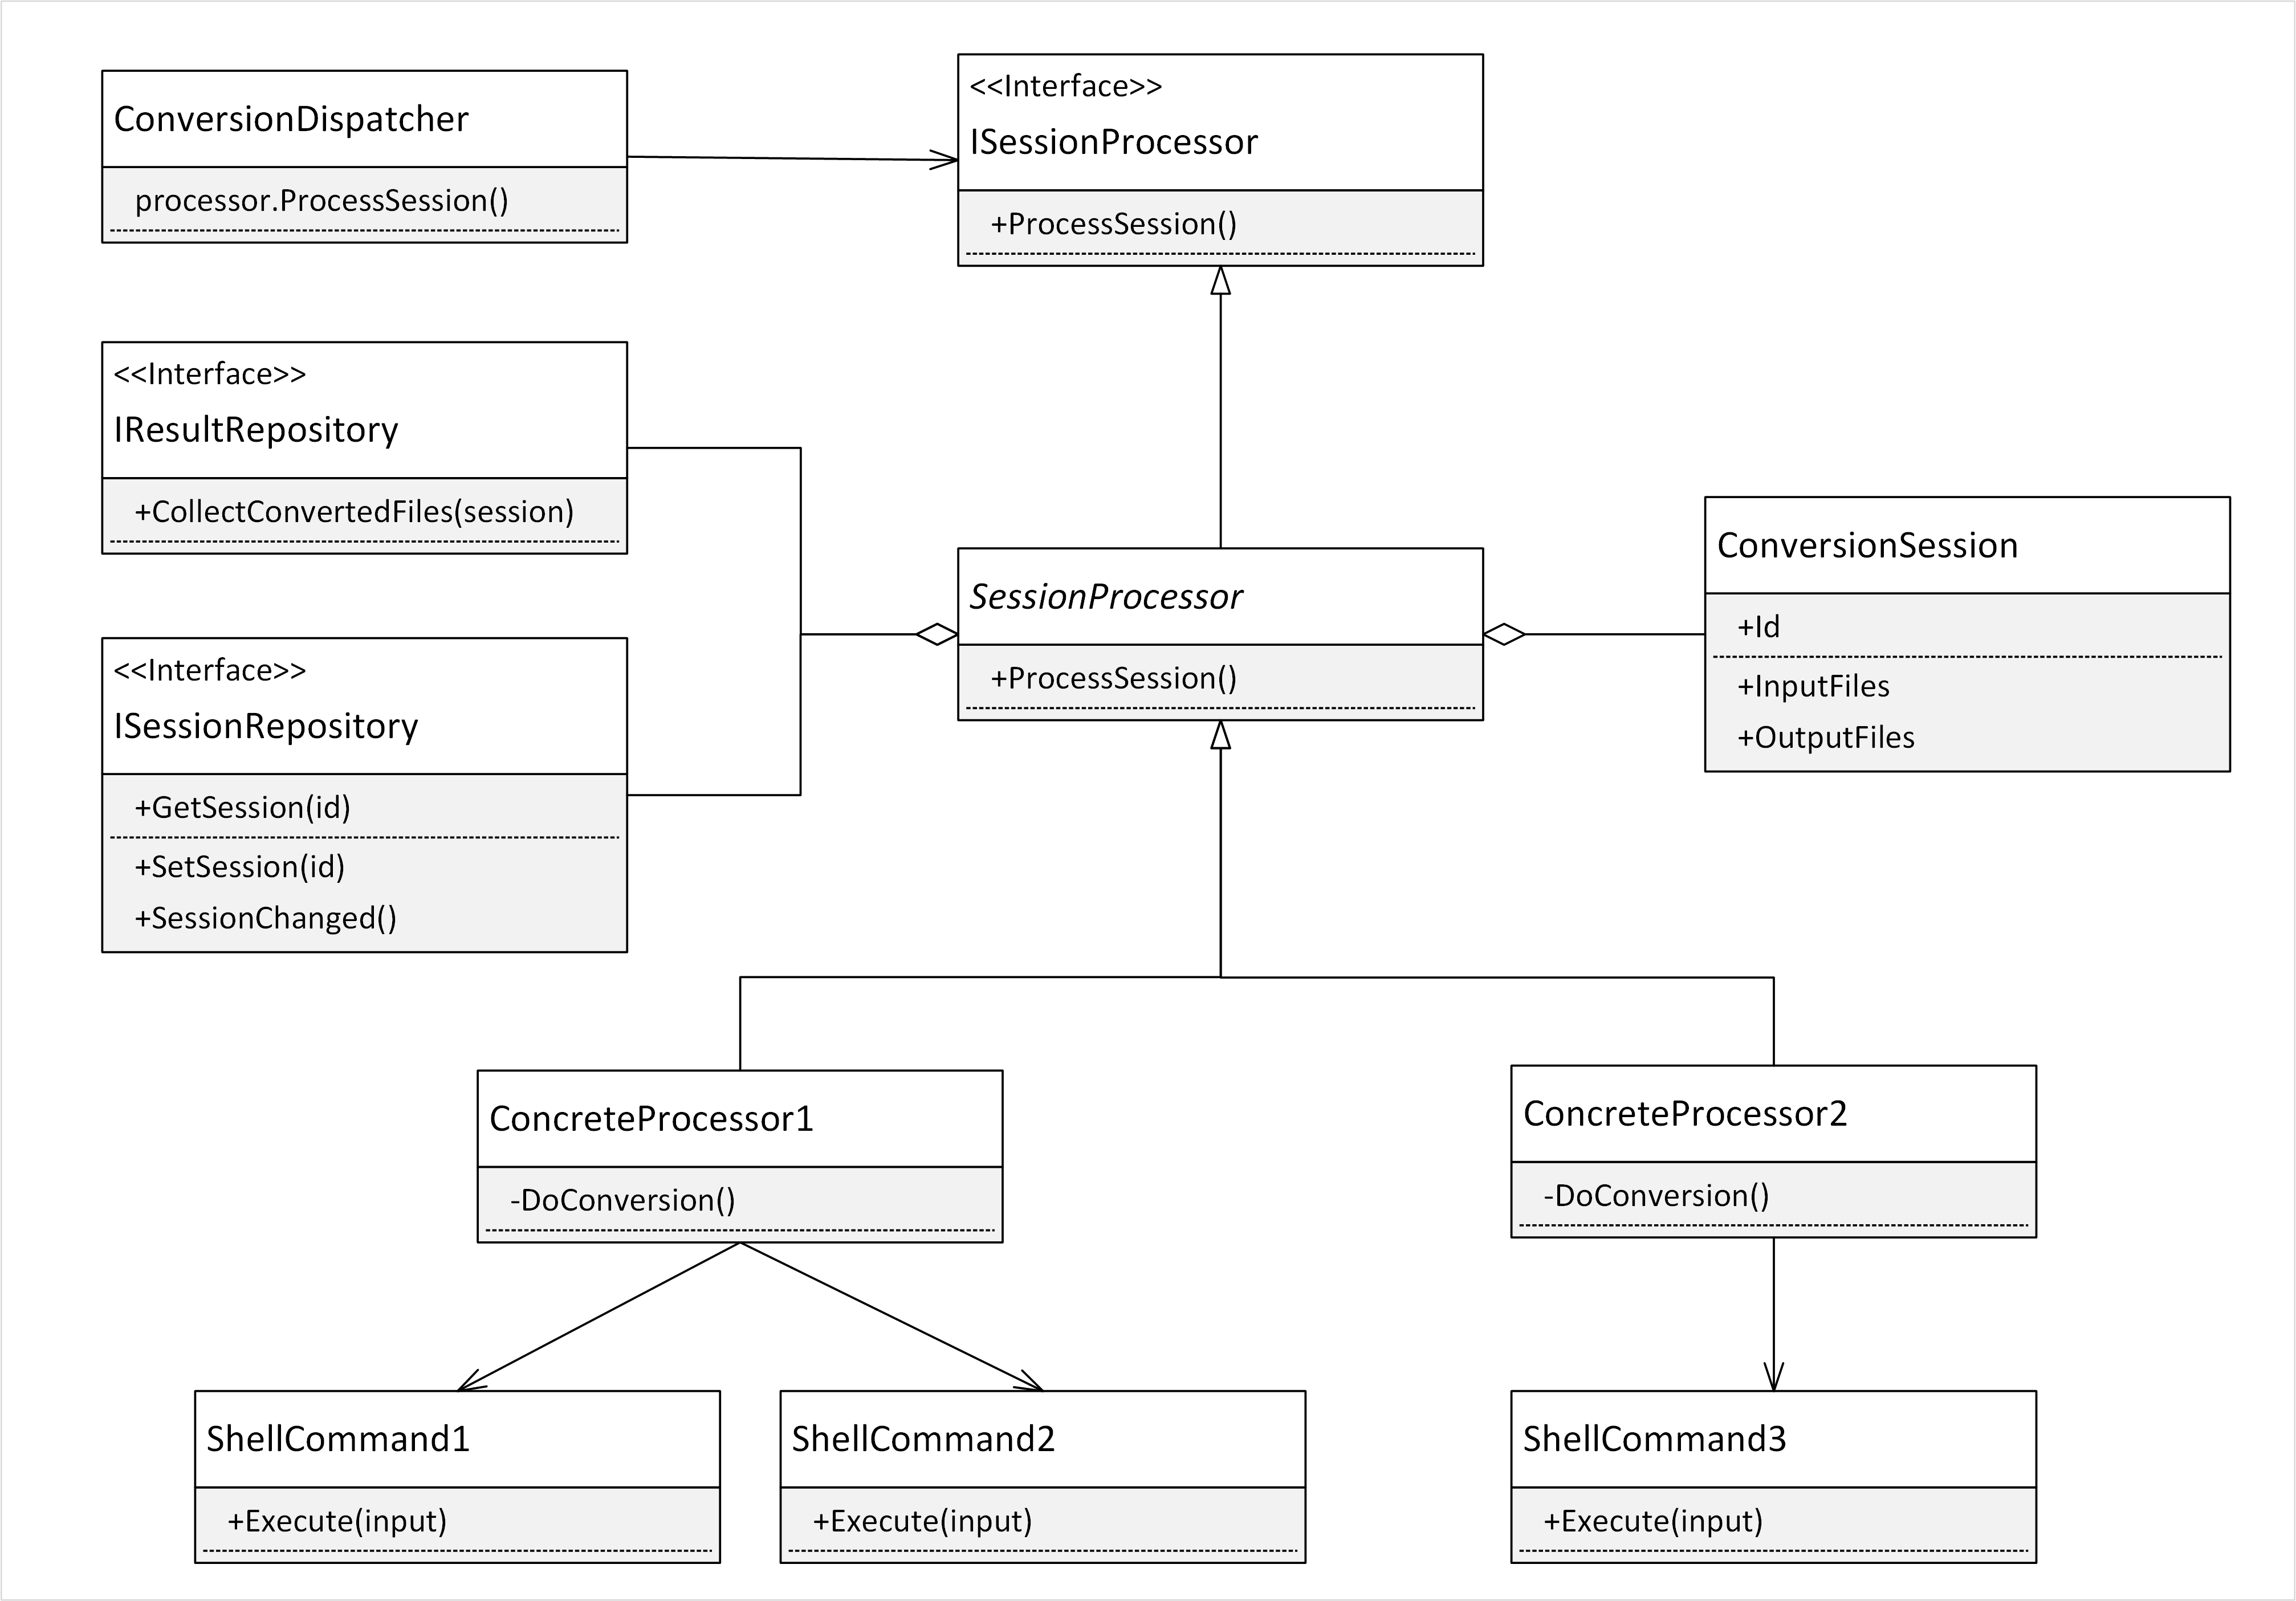 ConversionDispatcher
processor.ProcessSession()
<<Interface>>
ISessionProcessor
+ProcessSession()
<<Interface>>
IResultRepository
+CollectConvertedFiles(session)
<<Interface>>
ISessionRepository
+GetSession(id)
+SetSession(id)
+SessionChanged()
SessionProcessor
+ProcessSession()
ConversionSession
+Id
+InputFiles
+OutputFiles
ConcreteProcessor1
-DoConversion()
ConcreteProcessor2
-DoConversion()
ShellCommand1
+Execute(input)
ShellCommand2
+Execute(input)
ShellCommand3
+Execute(input)